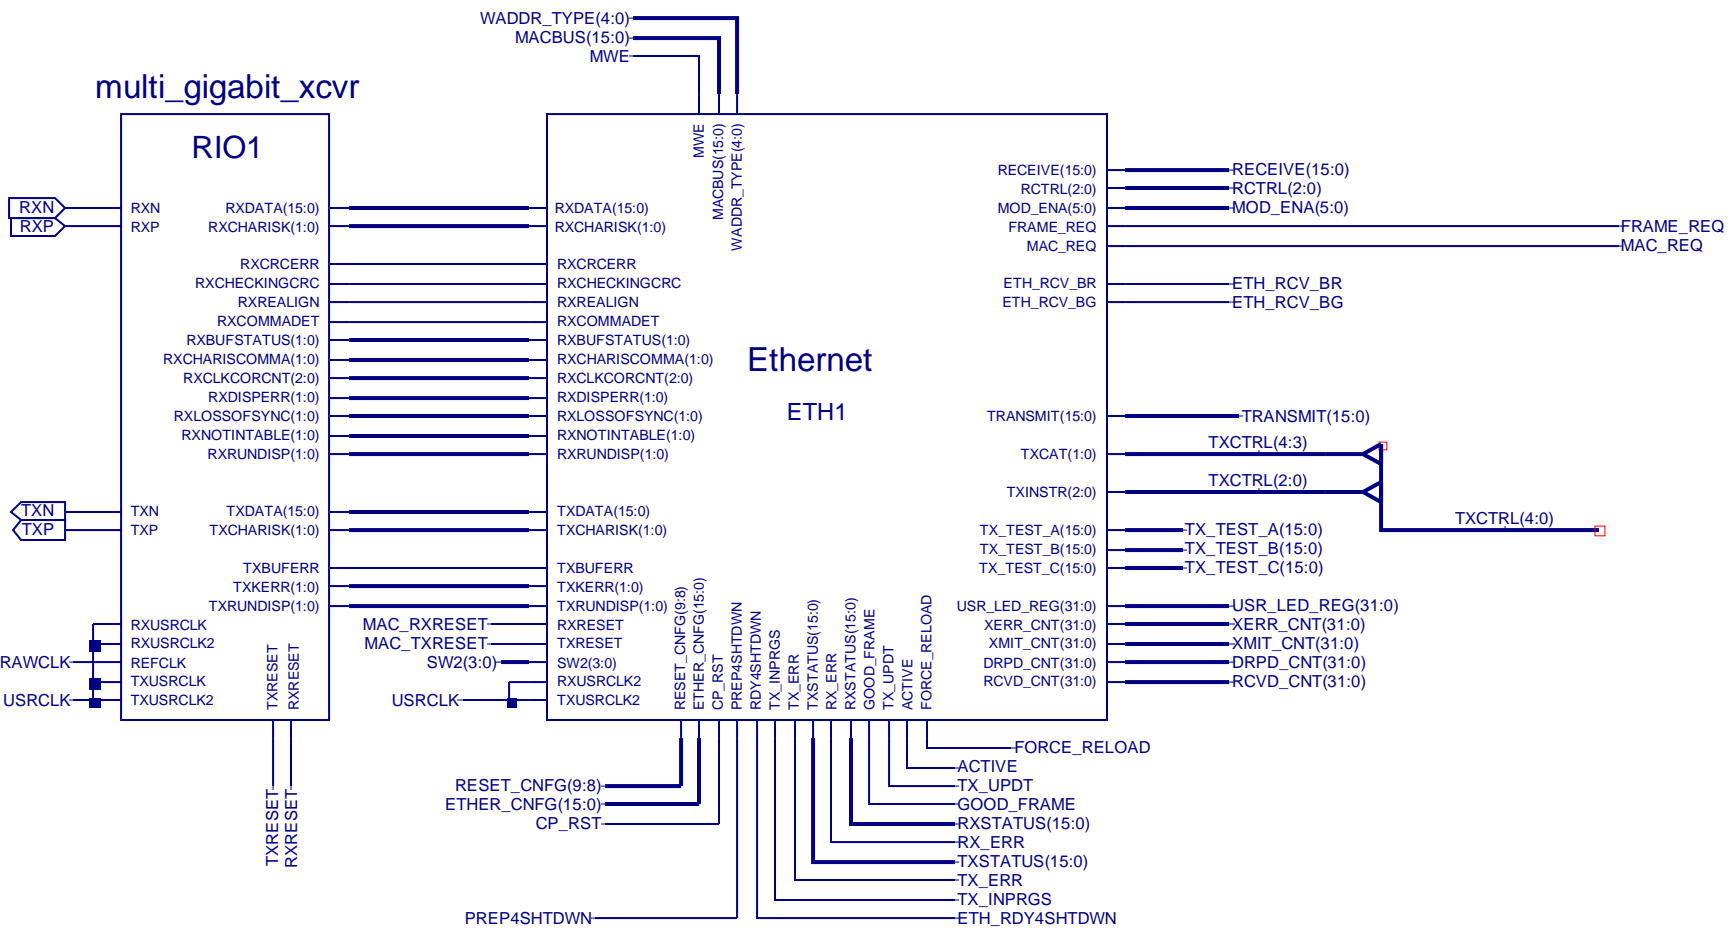 WADDR_TYPE(4:0)
MACBUS(15:0)
MWE
multi_gigabit_xcvr
RIO1
RXN
RXP
RXN
RXP
RXDATA(15:0)
RXCHARISK(1:0)
RXCRCERR
RXCHECKINGCRC
RXREALIGN
RXCOMMADET
RXBUFSTATUS(1:0)
RXCHARISCOMMA(1:0)
RXCLKCORCNT(2:0)
RXDISPERR(1:0)
RXLOSSOFSYNC(1:0)
RXNOTINTABLE(1:0)
RXRUNDISP(1:0)
TXN
TXP
TXN
TXP
TXDATA(15:0)
TXCHARISK(1:0)
TXBUFERR
TXKERR(1:0)
TXRUNDISP(1:0)
RXUSRCLK
RXUSRCLK2
REFCLK
TXUSRCLK
TXUSRCLK2
RAWCLK
USRCLK
TXRESET
RXRESET
TXRESET
RXRESET
MWE
MACBUS(15:0)
WADDR_TYPE(4:0)
Ethernet
ETH1
RXDATA(15:0)
RXCHARISK(1:0)
RXCRCERR
RXCHECKINGCRC
RXREALIGN
RXCOMMADET
RXBUFSTATUS(1:0)
RXCHARISCOMMA(1:0)
RXCLKCORCNT(2:0)
RXDISPERR(1:0)
RXLOSSOFSYNC(1:0)
RXNOTINTABLE(1:0)
RXRUNDISP(1:0)
TXDATA(15:0)
TXCHARISK(1:0)
TXBUFERR
TXKERR(1:0)
TXRUNDISP(1:0)
RXRESET
TXRESET
SW2(3:0)
RXUSRCLK2
TXUSRCLK2
MAC_RXRESET
MAC_TXRESET
SW2(3:0)
USRCLK
RESET_CNFG(9:8)
ETHER_CNFG(15:0)
CP_RST
PREP4SHTDWN
RDY4SHTDWN
TX_INPRGS
TX_ERR
TXSTATUS(15:0)
RX_ERR
RXSTATUS(15:0)
GOOD_FRAME
TX_UPDT
ACTIVE
FORCE_RELOAD
RECEIVE(15:0)
RCTRL(2:0)
MOD_ENA(5:0)
FRAME_REQ
MAC_REQ
ETH_RCV_BR
ETH_RCV_BG
TRANSMIT(15:0)
TXCAT(1:0)
TXINSTR(2:0)
TX_TEST_A(15:0)
TX_TEST_B(15:0)
TX_TEST_C(15:0)
USR_LED_REG(31:0)
XERR_CNT(31:0)
XMIT_CNT(31:0)
DRPD_CNT(31:0)
RCVD_CNT(31:0)
RECEIVE(15:0)
RCTRL(2:0)
MOD_ENA(5:0)
FRAME_REQ
MAC_REQ
ETH_RCV_BR
ETH_RCV_BG
TRANSMIT(15:0)
TXCTRL(4:3)
TXCTRL(2:0)
TXCTRL(4:0)
TX_TEST_A(15:0)
TX_TEST_B(15:0)
TX_TEST_C(15:0)
USR_LED_REG(31:0)
XERR_CNT(31:0)
XMIT_CNT(31:0)
DRPD_CNT(31:0)
RCVD_CNT(31:0)
RESET_CNFG(9:8)
ETHER_CNFG(15:0)
CP_RST
PREP4SHTDWN
FORCE_RELOAD
ACTIVE
TX_UPDT
GOOD_FRAME
RXSTATUS(15:0)
RX_ERR
TXSTATUS(15:0)
TX_ERR
TX_INPRGS
ETH_RDY4SHTDWN